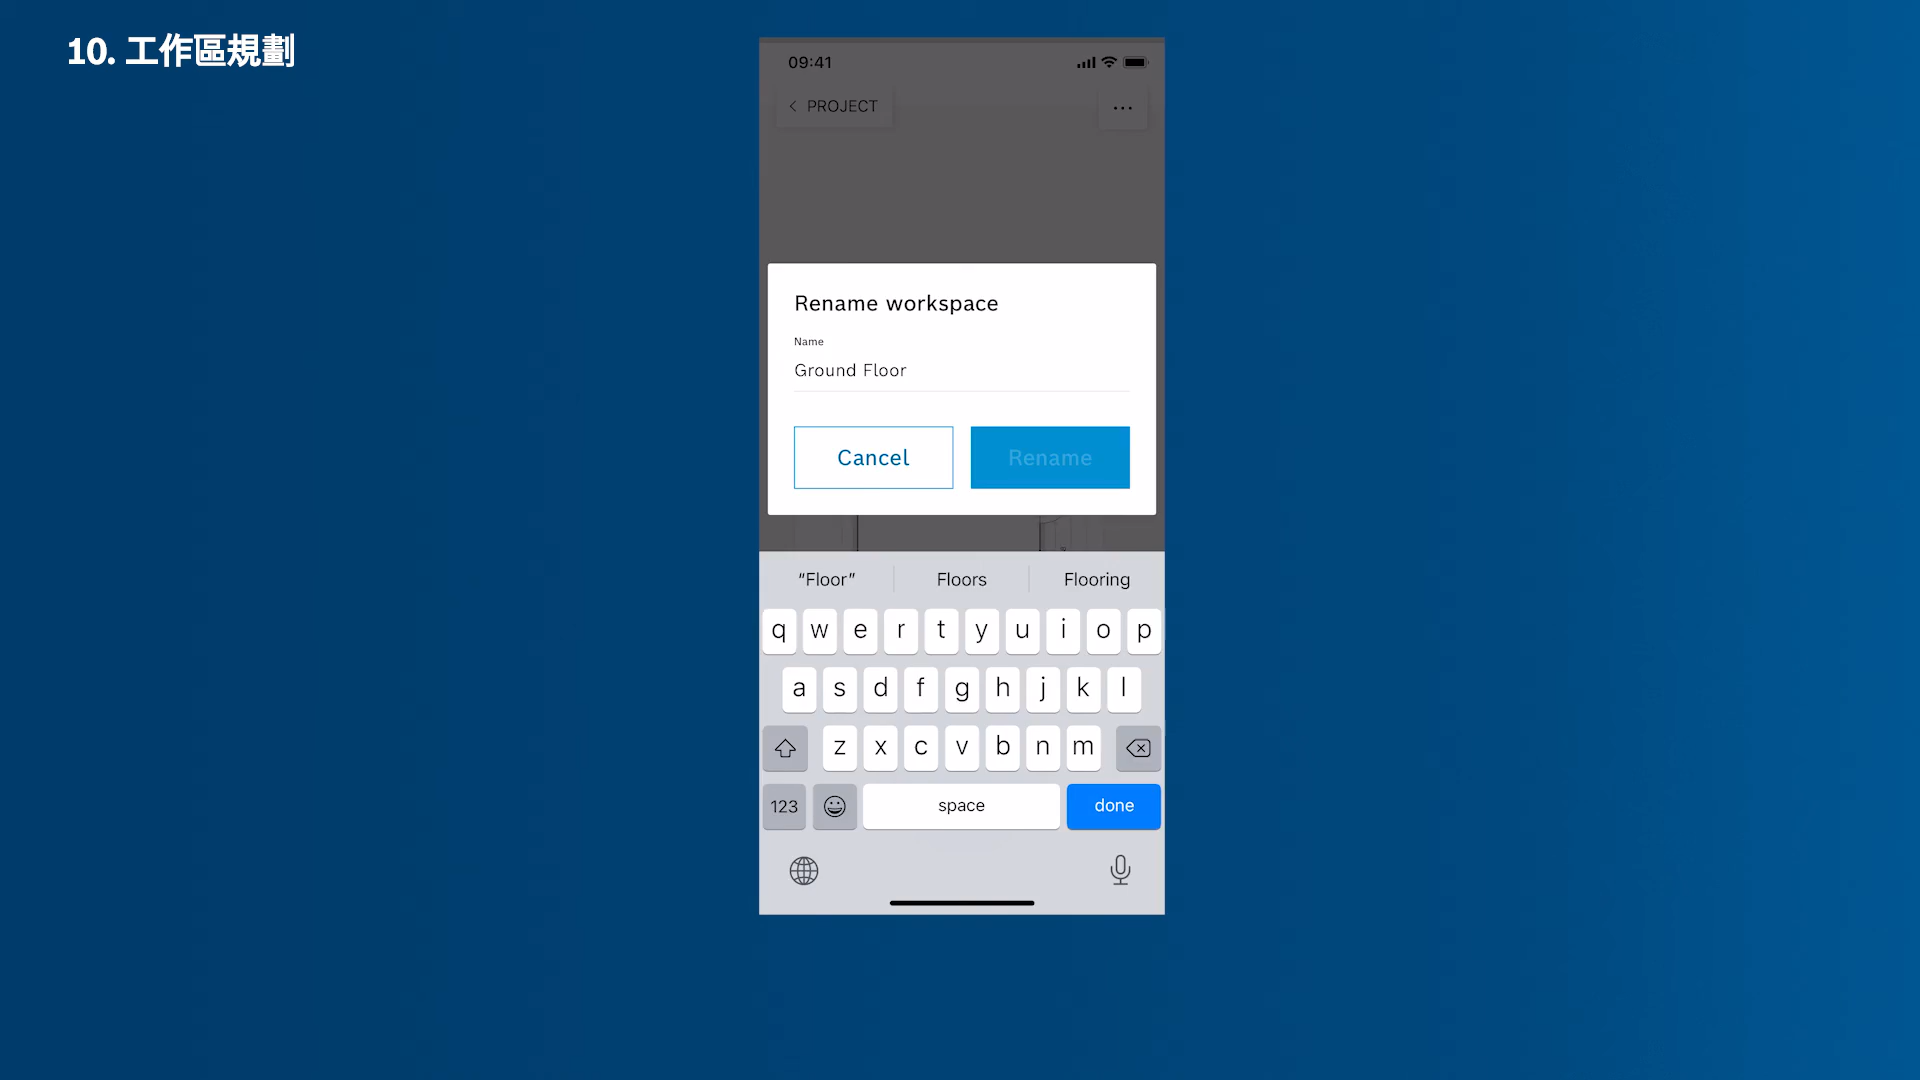 10. 工作區規劃
09:41
PROJECT
Rename workspace
Name
Ground Floor
Cancel
Rename
“Floor”
Floors
Flooring
q w e r t y u i o p
a s d f g h j k l
z x c v b n m
123
space
done